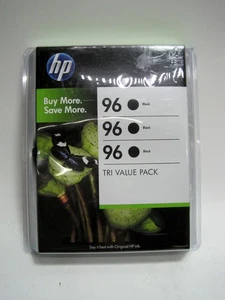 hp
Buy More.
Save More.
96 Black
96 Black
96 Black
TRI VALUE PACK